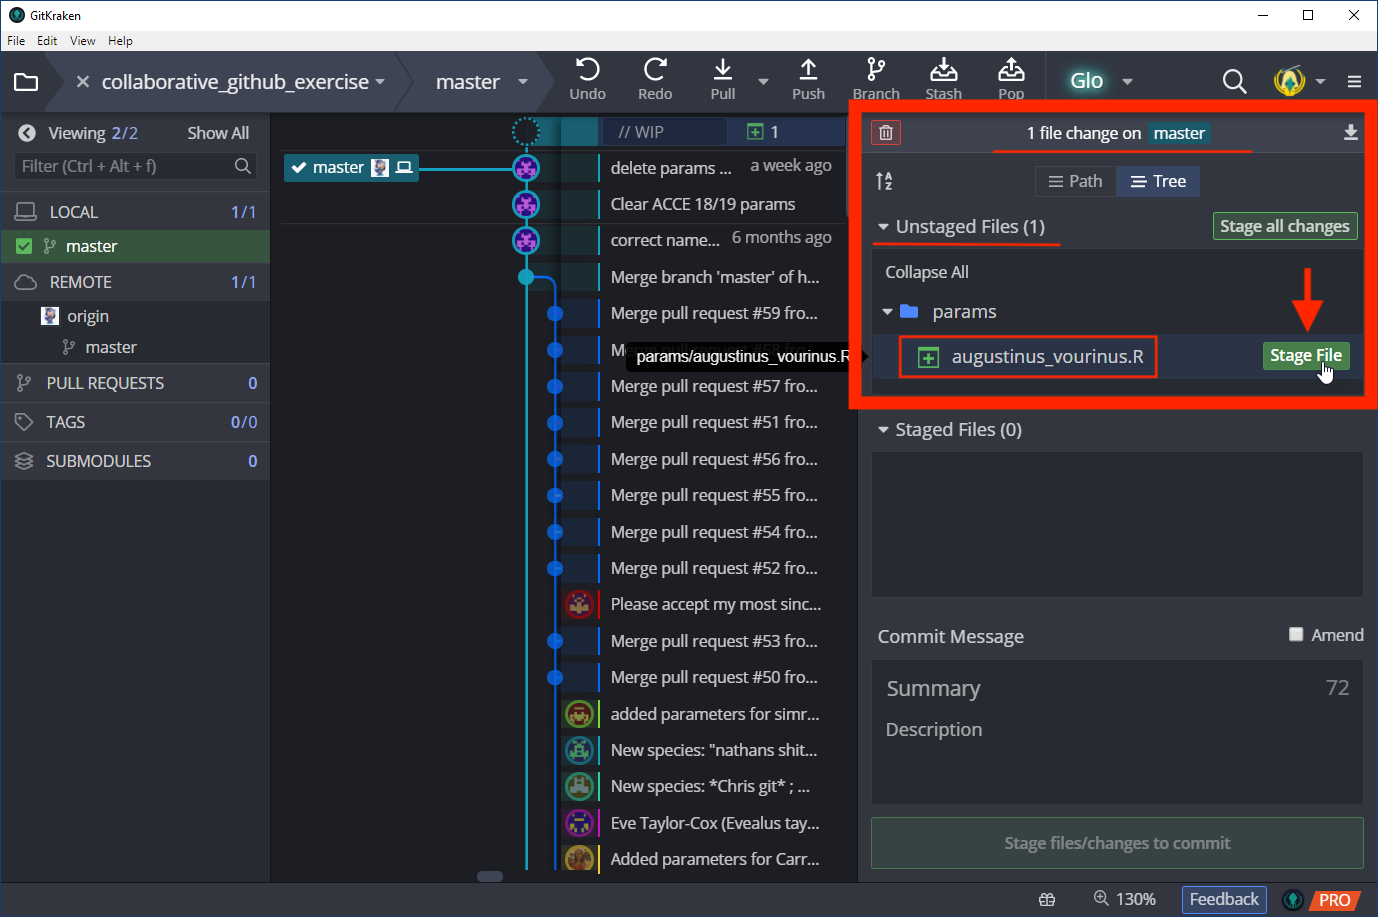 GitKraken
File Edit View Help
collaborative_github_exercise
master
Undo
Redo
Pull
Push
Branch
Stash
Pop
Glo
Viewing 2/2
Show All
Filter (Ctrl + Alt + f)
LOCAL 1/1
master
REMOTE 1/1
origin
master
PULL REQUESTS 0
TAGS 0/0
SUBMODULES 0
master
// WIP
1
delete params ... a week ago
Clear ACCE 18/19 params
correct name... 6 months ago
Merge branch 'master' of h...
Merge pull request #59 fro...
params/augustinus_vourinus.R
Merge pull request #57 fro...
Merge pull request #51 fro...
Merge pull request #56 fro...
Merge pull request #55 fro...
Merge pull request #54 fro...
Merge pull request #52 fro...
Please accept my most sinc...
Merge pull request #53 fro...
Merge pull request #50 fro...
added parameters for simr...
New species: "nathans shit...
New species: *Chris git* ; ...
Eve Taylor-Cox (Evealus tay...
Added parameters for Carr...
1 file change on master
A
Z
Path
Tree
Unstaged Files (1)
Stage all changes
Collapse All
params
augustinus_vourinus.R
Stage File
Staged Files (0)
Commit Message
Amend
Summary 72
Description
Stage files/changes to commit
130%
Feedback
PRO